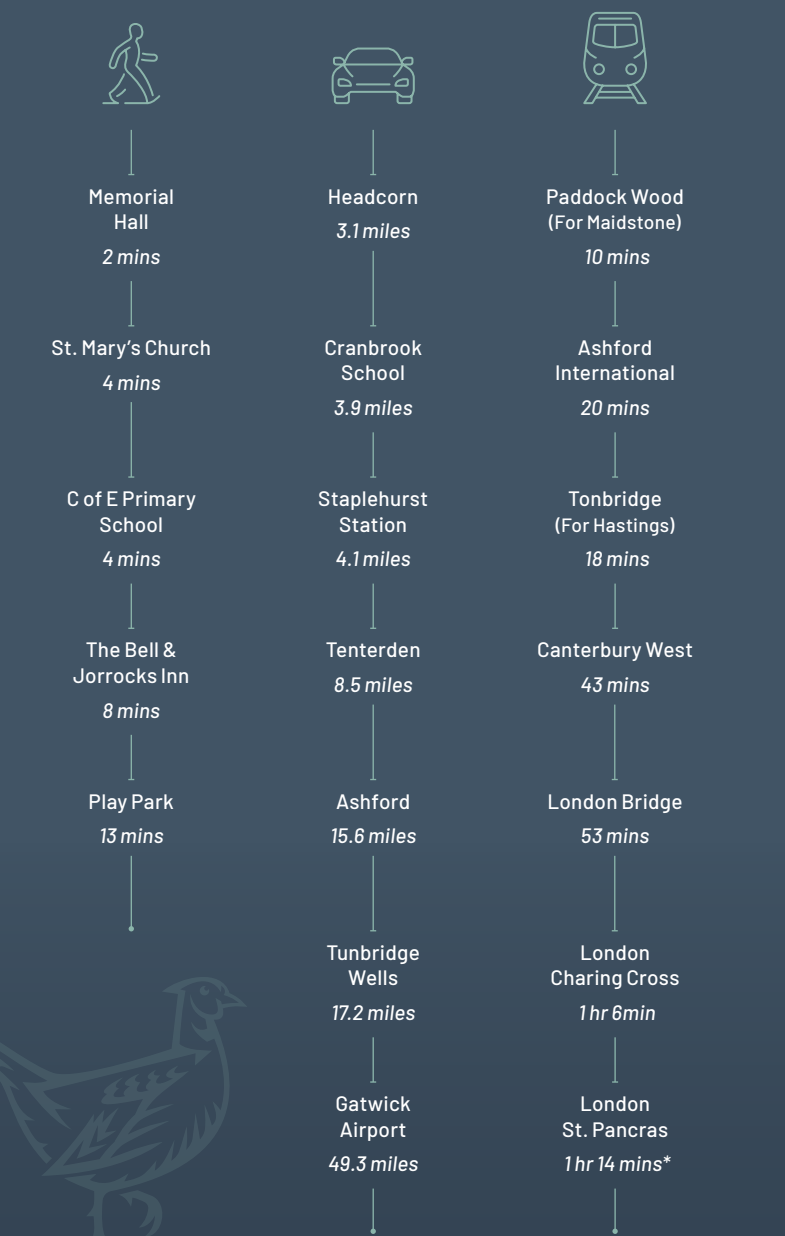 Memorial
Hall
2 mins
St. Mary’s Church
4 mins
C of E Primary
School
4 mins
The Bell &
Jorrocks Inn
8 mins
Play Park
13 mins
Headcorn
3.1 miles
Cranbrook
School
3.9 miles
Staplehurst
Station
4.1 miles
Tenterden
8.5 miles
Ashford
15.6 miles
Tunbridge
Wells
17.2 miles
Gatwick
Airport
49.3 miles
Paddock Wood
(For Maidstone)
10 mins
Ashford
International
20 mins
Tonbridge
(For Hastings)
18 mins
Canterbury West
43 mins
London Bridge
53 mins
London
Charing Cross
1 hr 6min
London
St. Pancras
1 hr 14 mins*